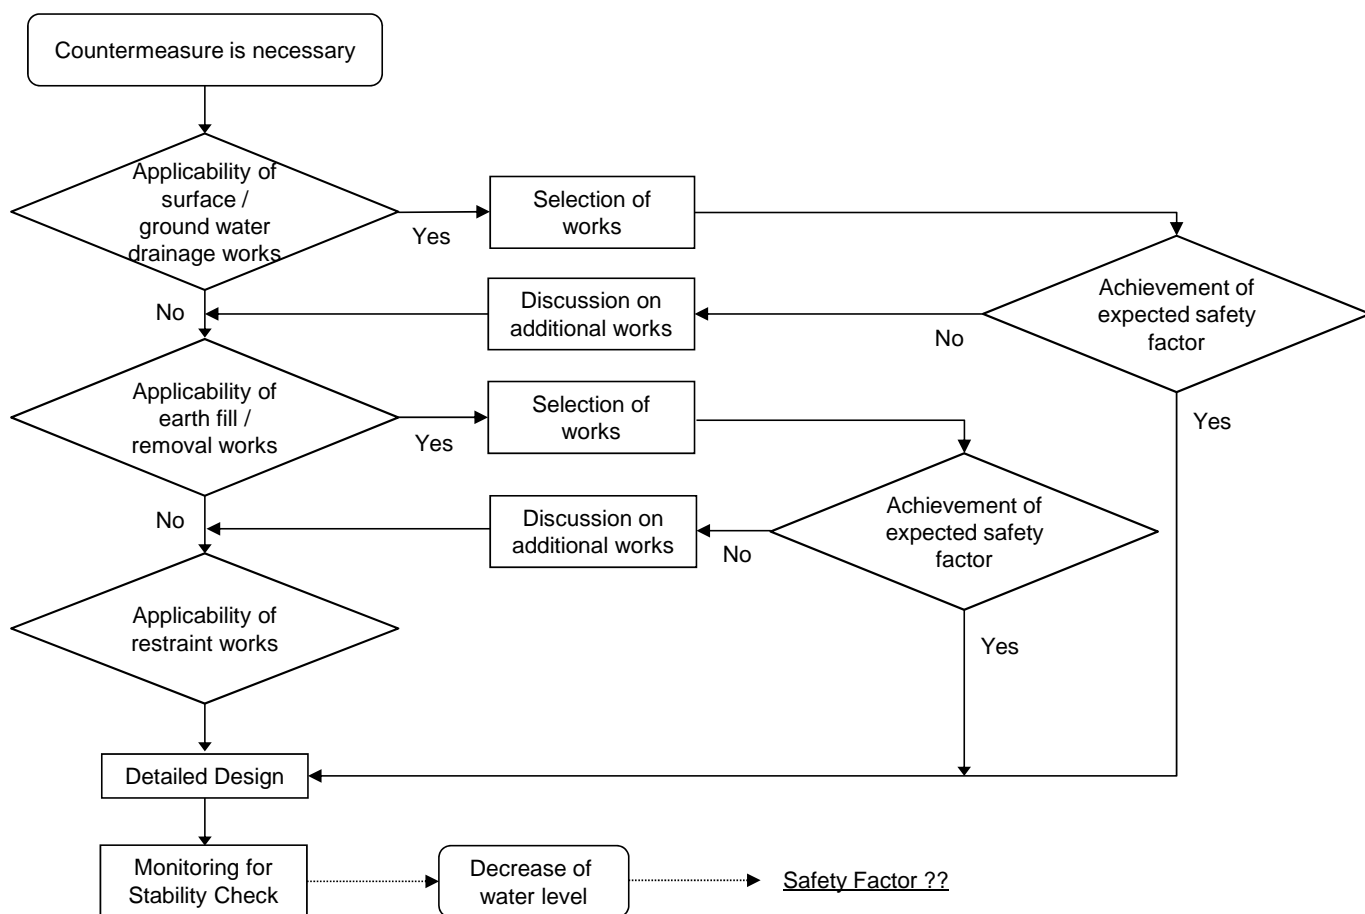 Countermeasure is necessary
Applicability of
surface /
ground water
drainage works
Yes
Selection of
works
No
Discussion on
additional works
No
Achievement of
expected safety
factor
Yes
Applicability of
earth fill /
removal works
Yes
Selection of
works
No
Discussion on
additional works
No
Achievement of
expected safety
factor
Yes
Applicability of
restraint works
Detailed Design
Monitoring for
Stability Check
Decrease of
water level
Safety Factor ??